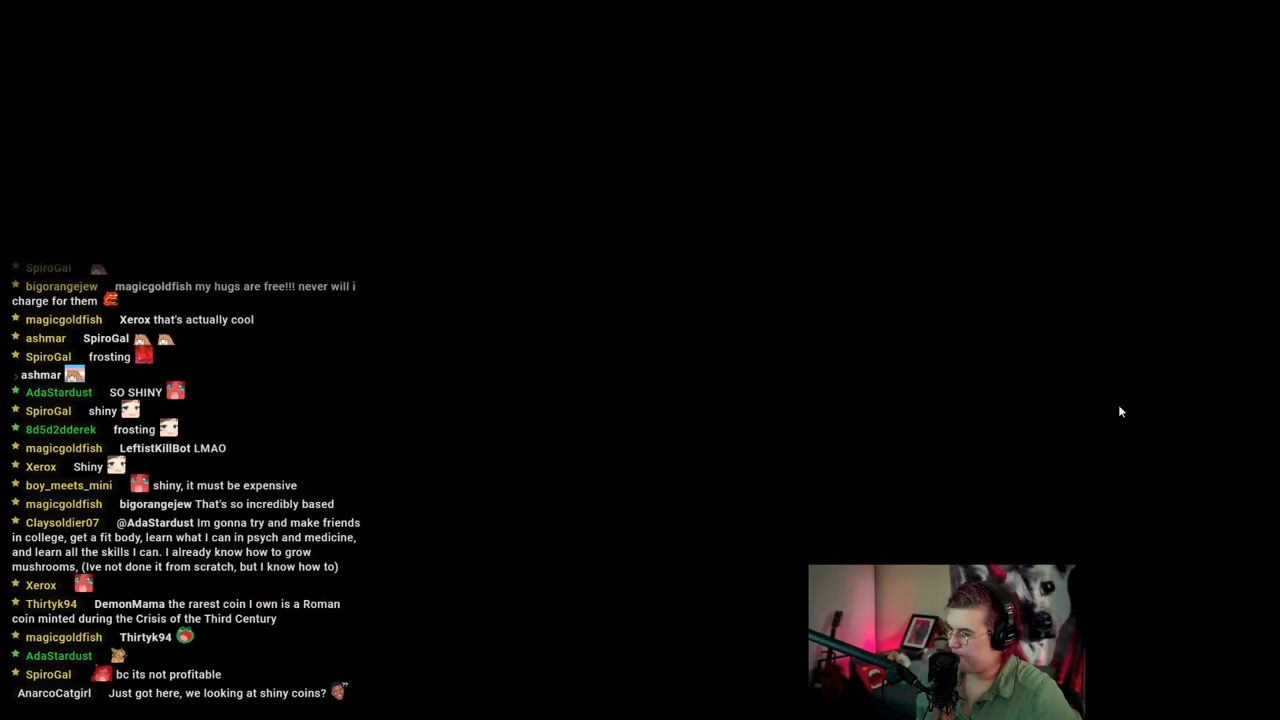 SpiroGal
bigorangejew magicgoldfish my hugs are free!!! never will i
charge for them
magicgoldfish Xerox that's actually cool
ashmar SpiroGal
SpiroGal frosting
ashmar
AdaStardust SO SHINY
SpiroGal shiny
8d5d2dderek frosting
magicgoldfish LeftistKillBot LMAO
Xerox Shiny
boy_meets_mini shiny, it must be expensive
magicgoldfish bigorangejew That's so incredibly based
Claysoldier07 @AdaStardust Im gonna try and make friends
in college, get a fit body, learn what I can in psych and medicine,
and learn all the skills I can. I already know how to grow
mushrooms, (Ive not done it from scratch, but I know how to)
Xerox
Thirtyk94 DemonMama the rarest coin I own is a Roman
coin minted during the Crisis of the Third Century
magicgoldfish Thirtyk94
AdaStardust
SpiroGal bc its not profitable
AnarcoCatgirl Just got here, we looking at shiny coins?